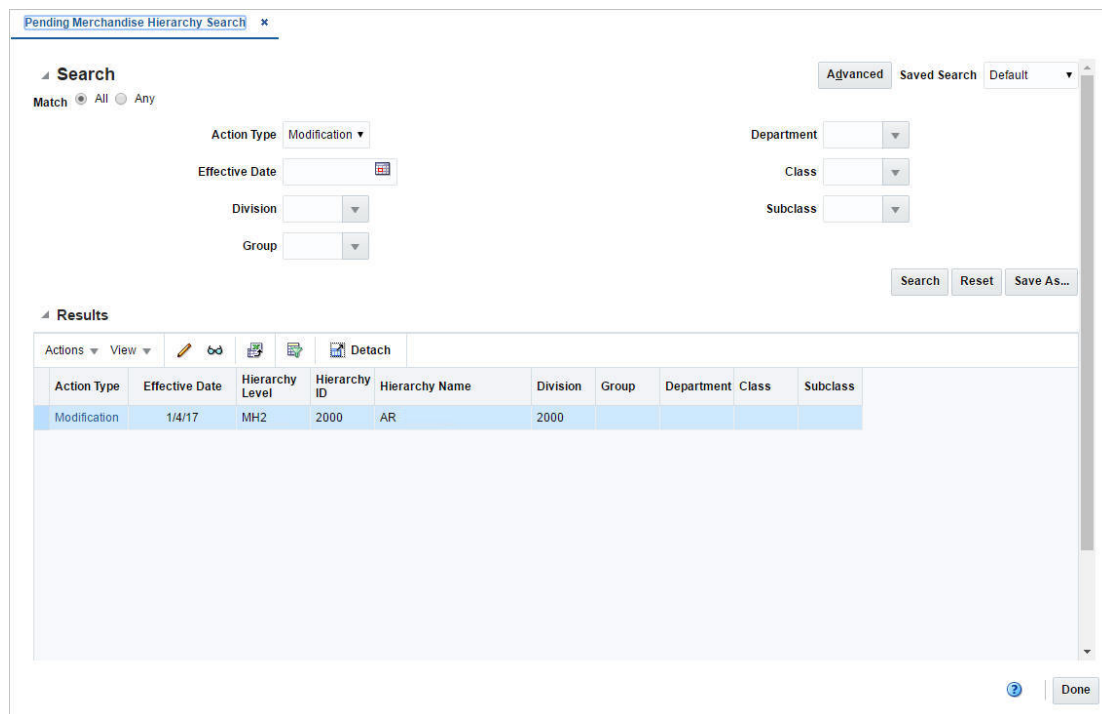 Pending Merchandise Hierarchy Search ×
Search
Advanced Saved Search Default
Match All Any
Action Type Modification Department
Effective Date Class
Division Subclass
Group
Search Reset Save As...
Results
Actions View Detach
Action Type Effective Date Hierarchy Level Hierarchy ID Hierarchy Name Division Group Department Class Subclass
Modification 1/4/17 MH2 2000 AR 2000
? Done